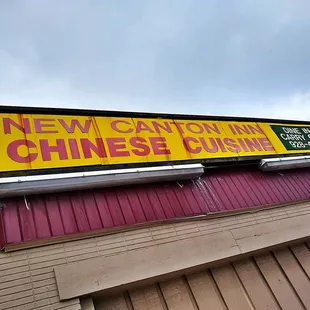 NEW CANTON INN
CHINESE CUISINE
DINE IN
CARRY